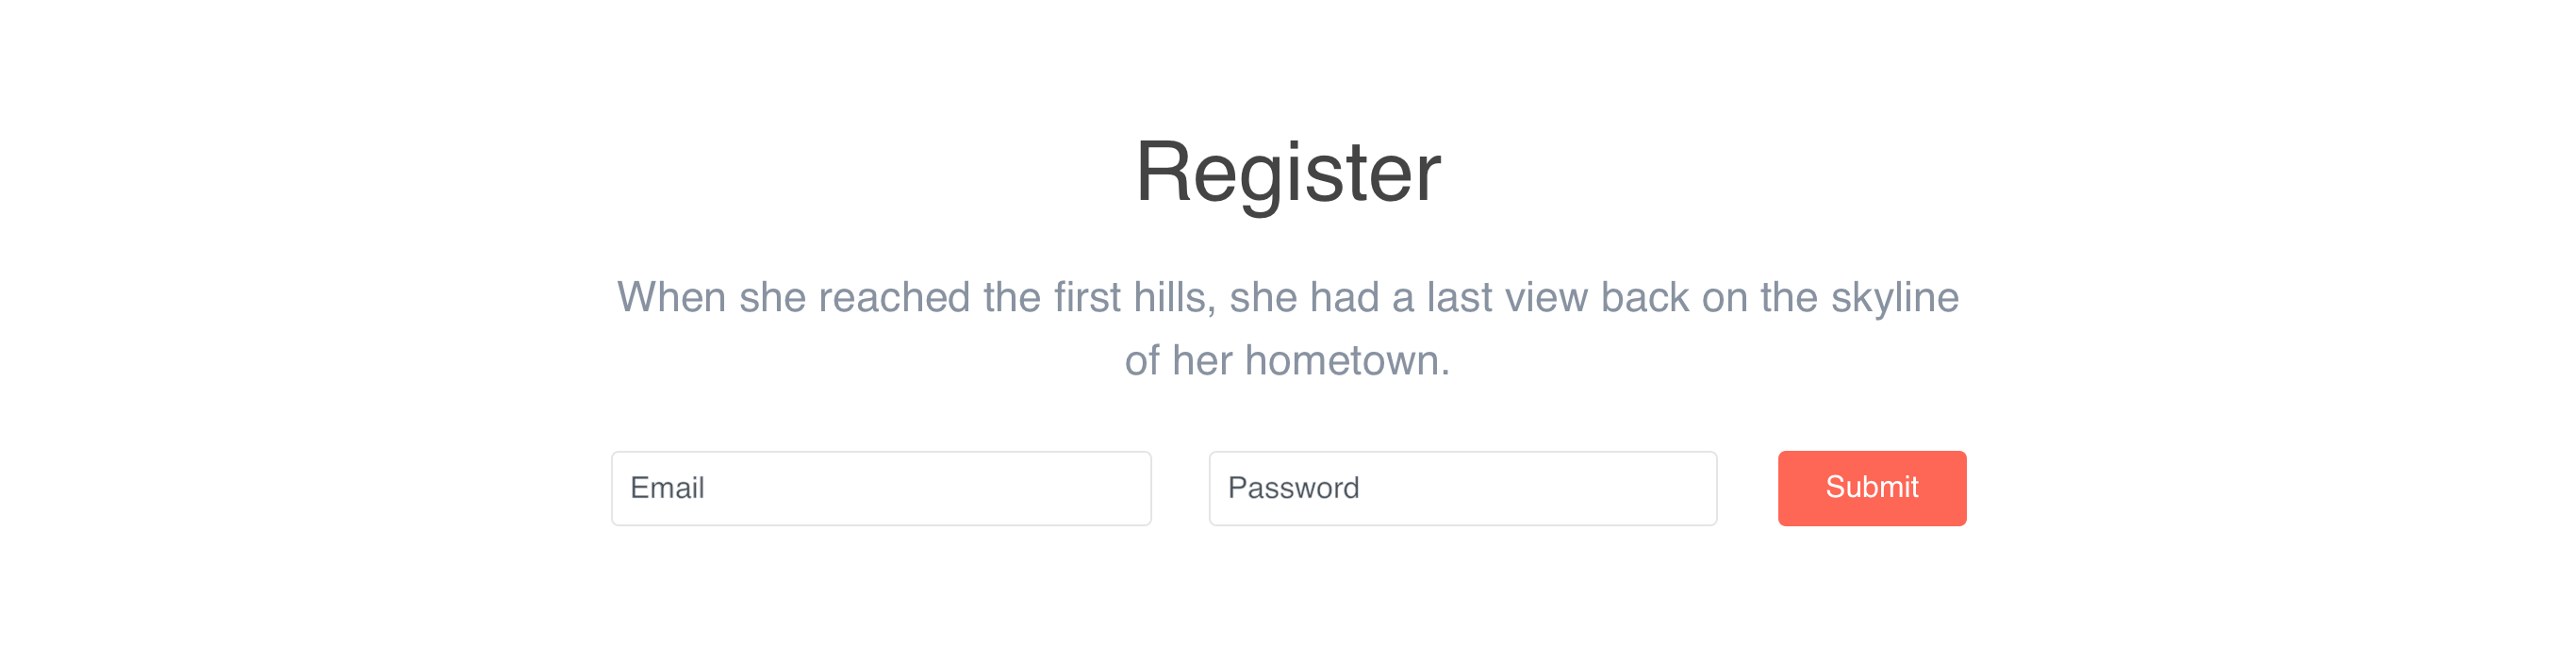 Register
When she reached the first hills, she had a last view back on the skyline
of her hometown.
Email
Password
Submit